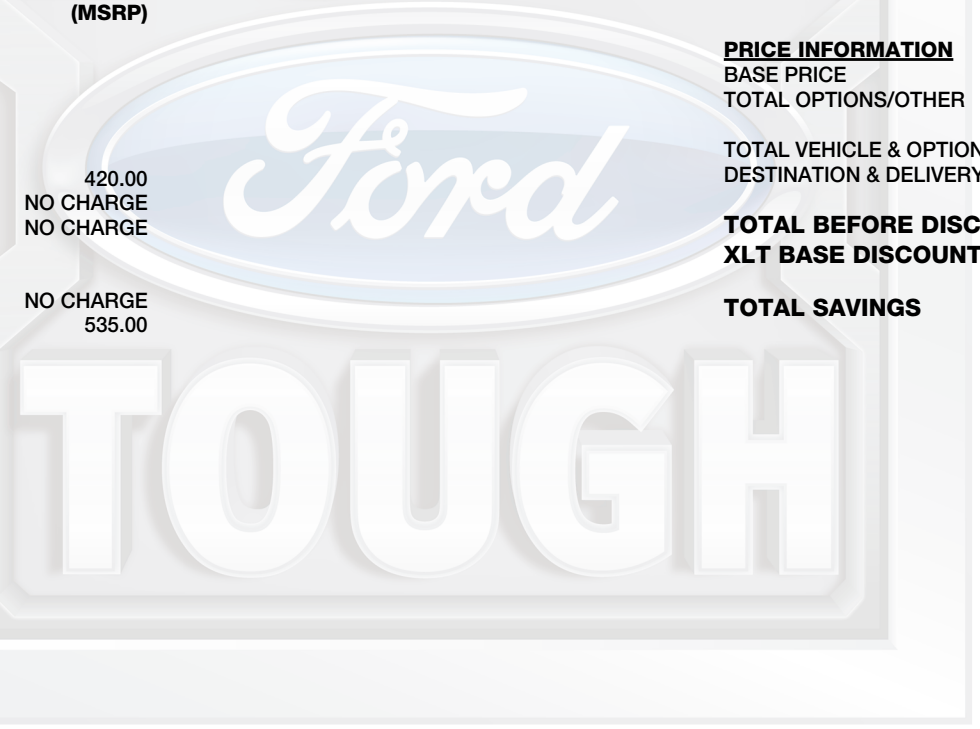 (MSRP)
420.00
NO CHARGE
NO CHARGE
NO CHARGE
535.00
PRICE INFORMATION
BASE PRICE
TOTAL OPTIONS/OTHER
TOTAL VEHICLE & OPTION
DESTINATION & DELIVERY
TOTAL BEFORE DISC
XLT BASE DISCOUNT
TOTAL SAVINGS
Ford
TOUGH